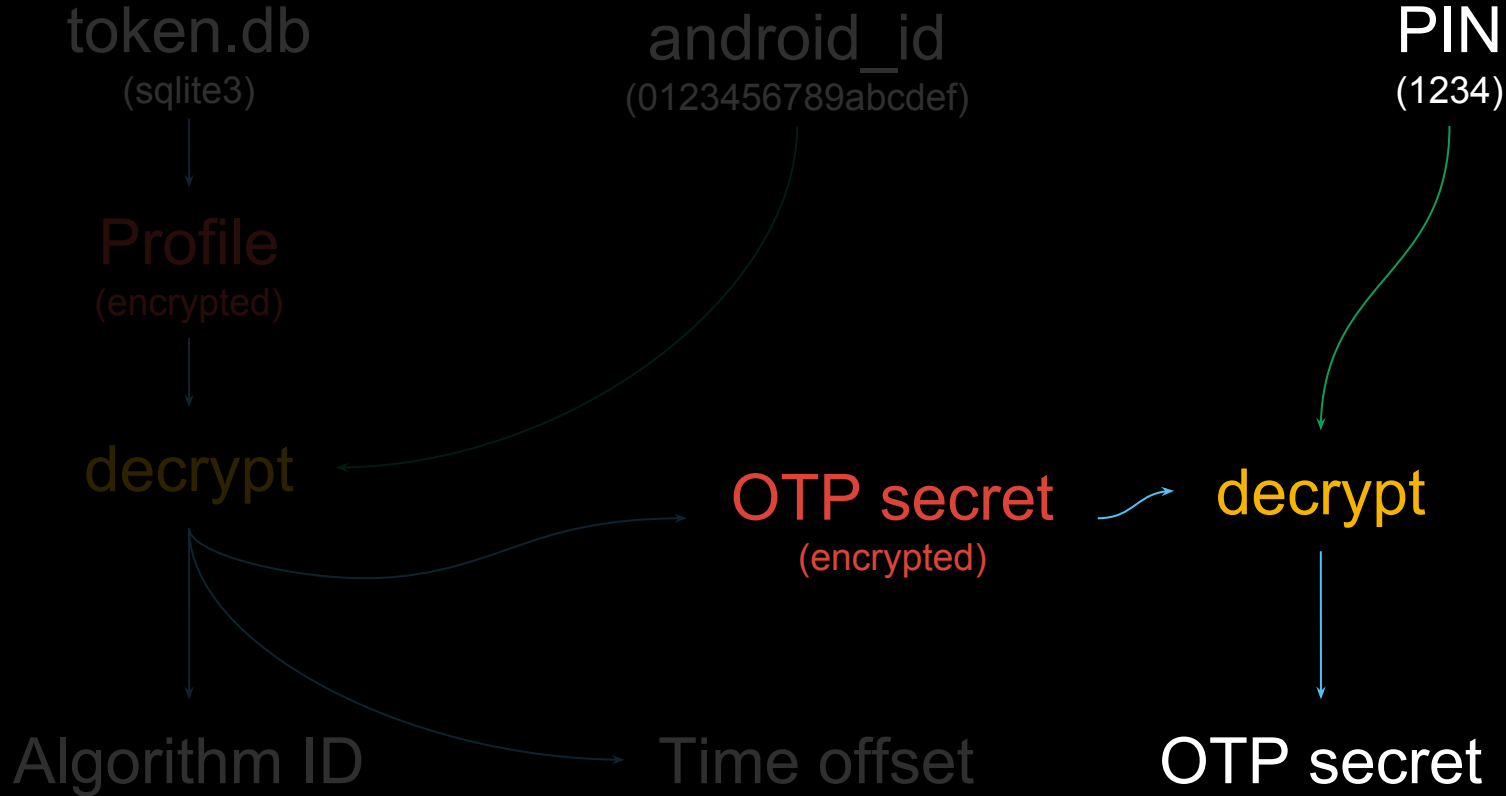 token.db
(sqlite3)
android_id
(0123456789abcdef)
PIN
(1234)
Profile
(encrypted)
decrypt
OTP secret
(encrypted)
decrypt
Algorithm ID
Time offset
OTP secret